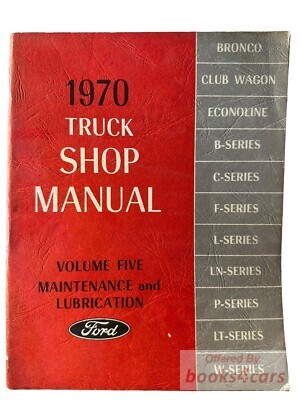 1970
TRUCK
SHOP
MANUAL
VOLUME FIVE
MAINTENANCE and
LUBRICATION
Ford
BRONCO
CLUB WAGON
ECONOLINE
B-SERIES
C-SERIES
F-SERIES
L-SERIES
LN-SERIES
P-SERIES
LT-SERIES
W-SERIES
Offered By
books4cars